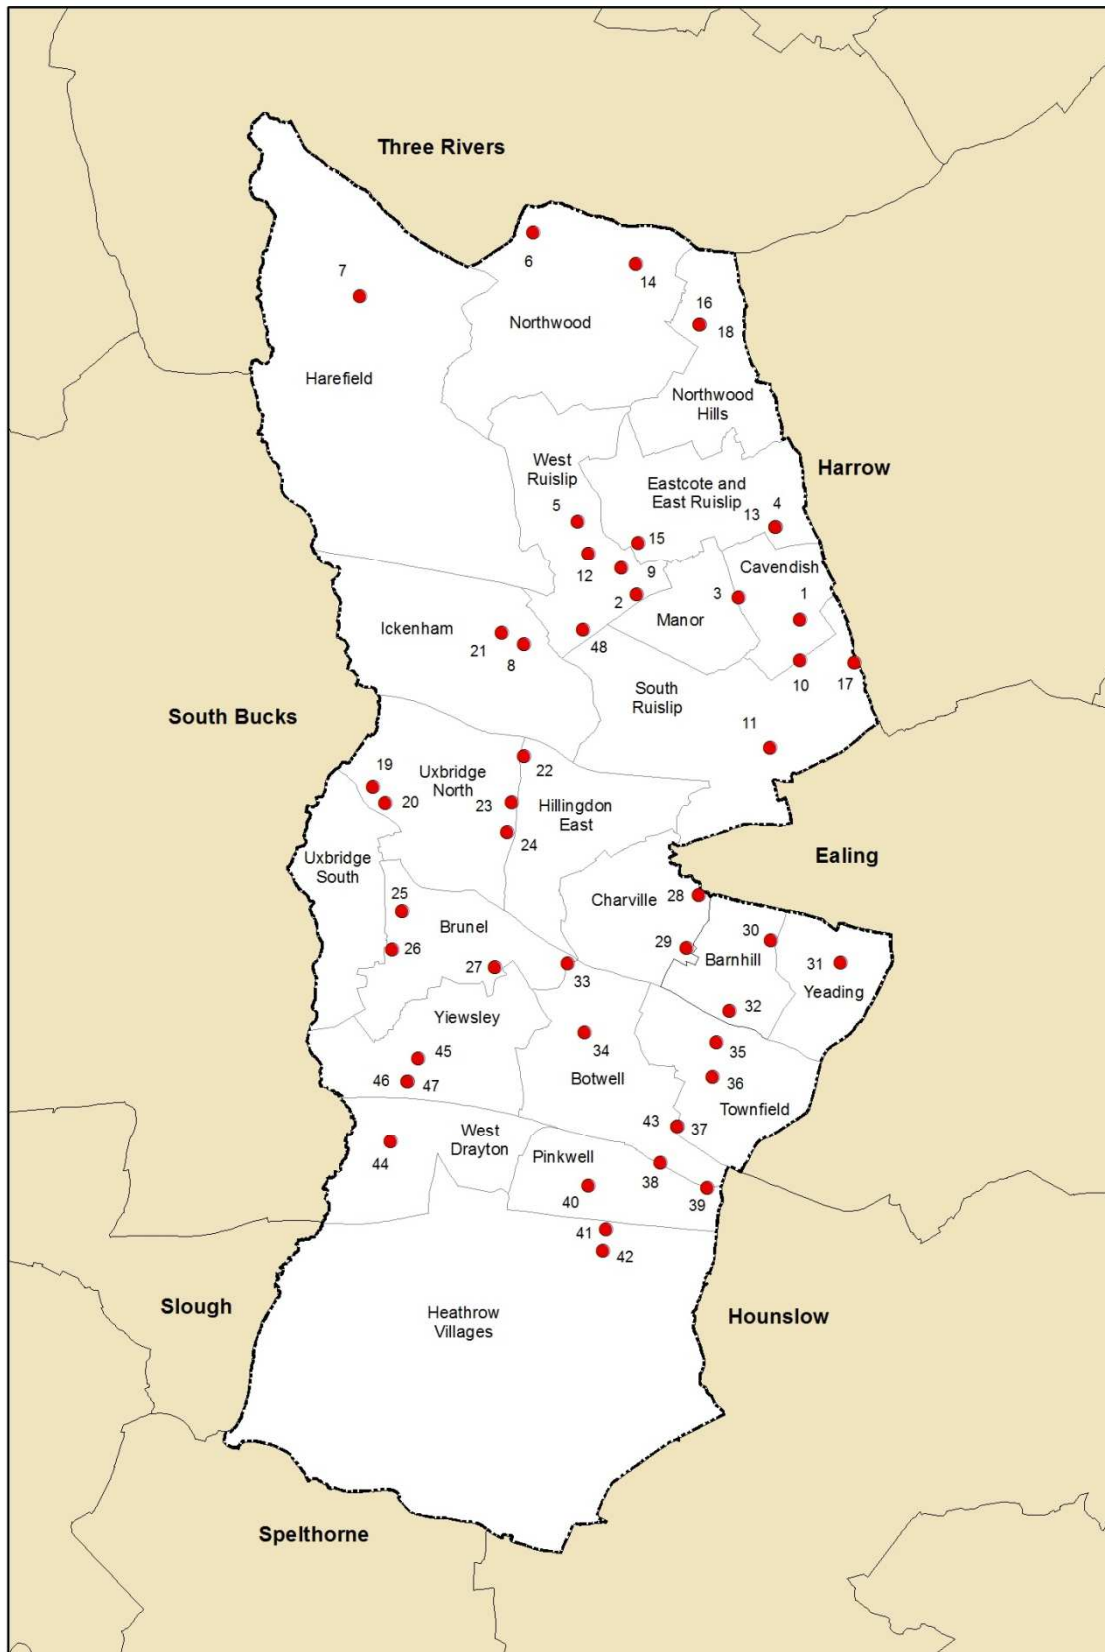 Three Rivers
6
7
14
16
Northwood
18
Harefield
Northwood
Hills
West
Ruislip
Harrow
Eastcote and
East Ruislip
5
4
13
15
12
9
Cavendish
2
3
1
Ickenham
Manor
21
8
48
10
17
South
Ruislip
South Bucks
11
19
22
Uxbridge
North
20
23
Hillingdon
East
24
Ealing
Uxbridge
South
25
Charville
28
Brunel
26
29
30
Barnhill
27
33
31
Yeading
32
Yiewsley
34
35
45
Botwell
46
47
36
Townfield
West
Drayton
43
37
44
Pinkwell
38
40
39
41
42
Slough
Heathrow
Villages
Hounslow
Spelthorne